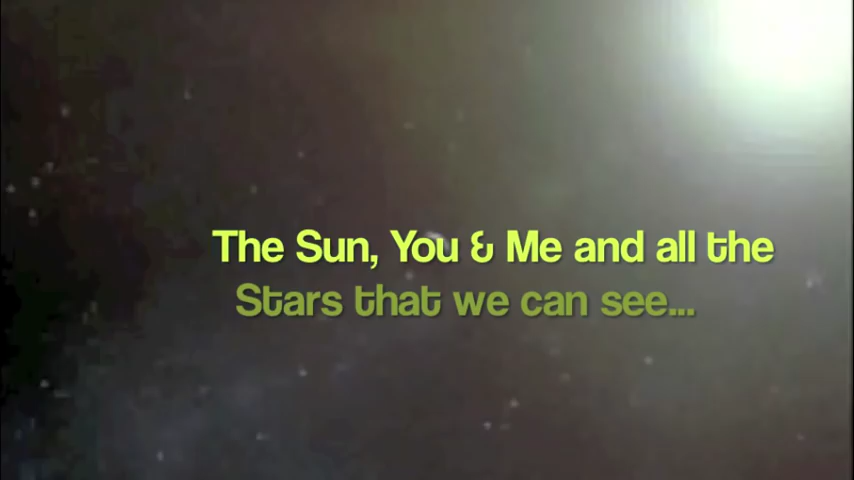 The Sun, You & Me and all the
Stars that we can see...